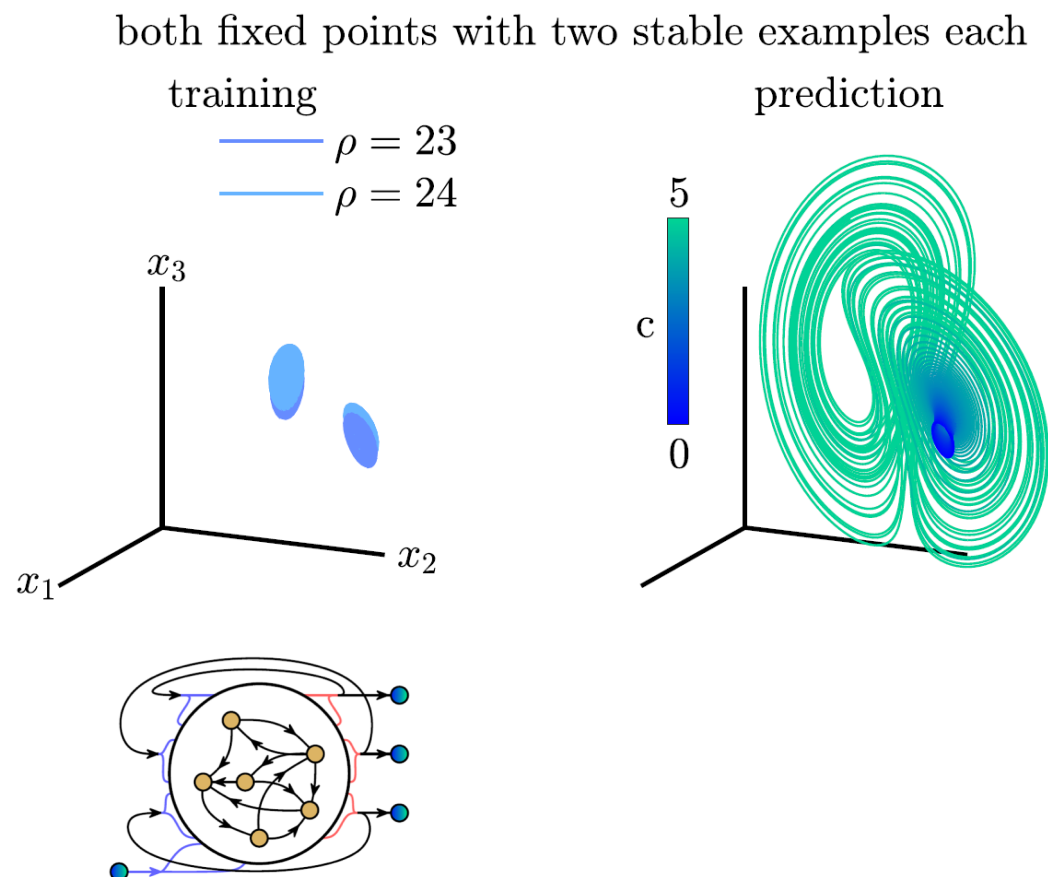 both fixed points with two stable examples each
training
prediction
ρ = 23
ρ = 24
5
c
0
x₃
x₂
x₁